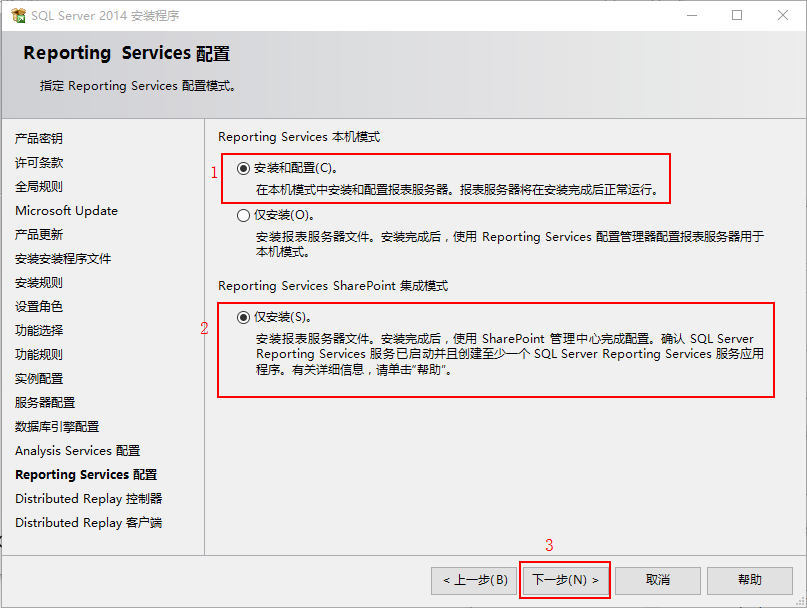 SQL Server 2014 安装程序
Reporting Services 配置
指定 Reporting Services 配置模式。
产品密钥
许可条款
全局规则
Microsoft Update
产品更新
安装安装程序文件
安装规则
设置角色
功能选择
功能规则
实例配置
服务器配置
数据库引擎配置
Analysis Services 配置
Reporting Services 配置
Distributed Replay 控制器
Distributed Replay 客户端
Reporting Services 本机模式
1
安装和配置(C)。
在本机模式中安装和配置报表服务器。报表服务器将在安装完成后正常运行。
仅安装(O)。
安装报表服务器文件。安装完成后，使用 Reporting Services 配置管理器配置报表服务器用于
本机模式。
Reporting Services SharePoint 集成模式
2
仅安装(S)。
安装报表服务器文件。安装完成后，使用 SharePoint 管理中心完成配置。确认 SQL Server
Reporting Services 服务已启动并且创建至少一个 SQL Server Reporting Services 服务应用
程序。有关详细信息，请单击“帮助”。
3
< 上一步(B)
下一步(N) >
取消
帮助